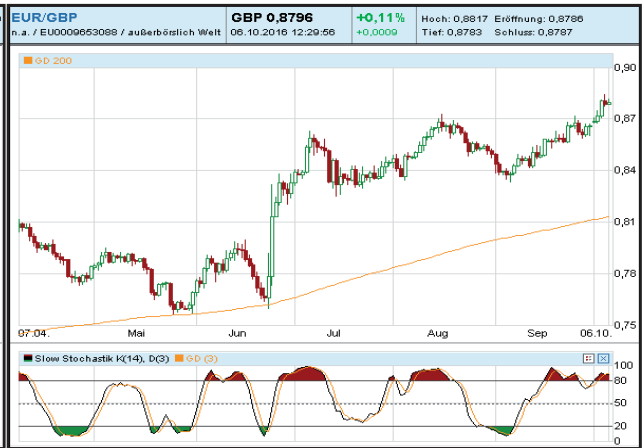 EUR/GBP
n.a. / EU0009653088 / außerbörslich Welt
GBP 0,8796
06.10.2016 12:29:56
+0,11%
+0,0009
Hoch: 0,8817 Eröffnung: 0,8786
Tief: 0,8783 Schluss: 0,8787
GD 200
0,90
0,87
0,84
0,81
0,78
0,75
07.04. Mai Jun Jul Aug Sep 06.10.
Slow Stochastik K(14), D(3) GD (3)
100
80
50
20
0